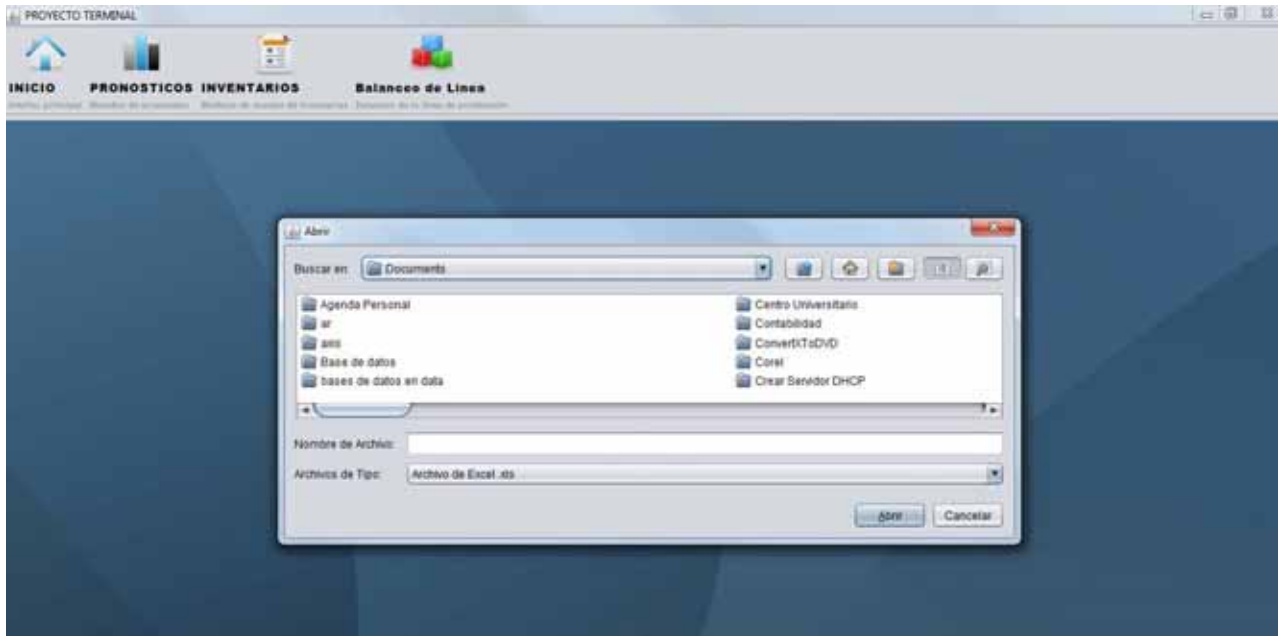 PROYECTO TERMINAL
INICIO
PRONOSTICOS
INVENTARIOS
Balanceo de Linea
Abrir
Buscar en:
Documents
Agenda Personal
ar
Base de datos
bases de datos en data
Centro Universitario
Contabilidad
ConvertXToDVD
Corel
Crear Servidor DHCP
Nombre de Archivo:
Archivos de Tipo:
Archivo de Excel .xls
Abrir
Cancelar